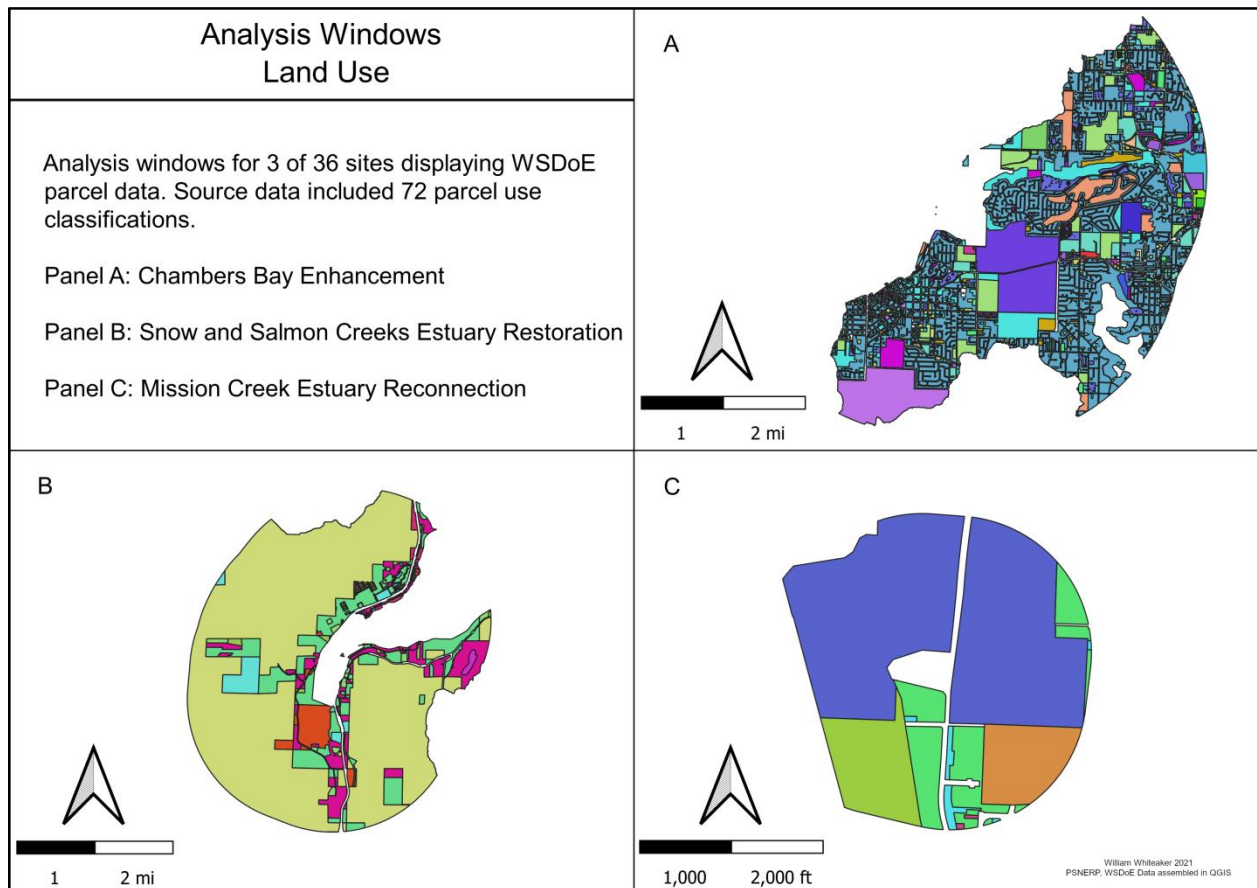 Analysis Windows
Land Use
Analysis windows for 3 of 36 sites displaying WSDoE
parcel data. Source data included 72 parcel use
classifications.
Panel A: Chambers Bay Enhancement
Panel B: Snow and Salmon Creeks Estuary Restoration
Panel C: Mission Creek Estuary Reconnection
A
1 2 mi
B
1 2 mi
C
1,000 2,000 ft
William Whiteaker 2021
PSNERP, WSDoE Data assembled in QGIS